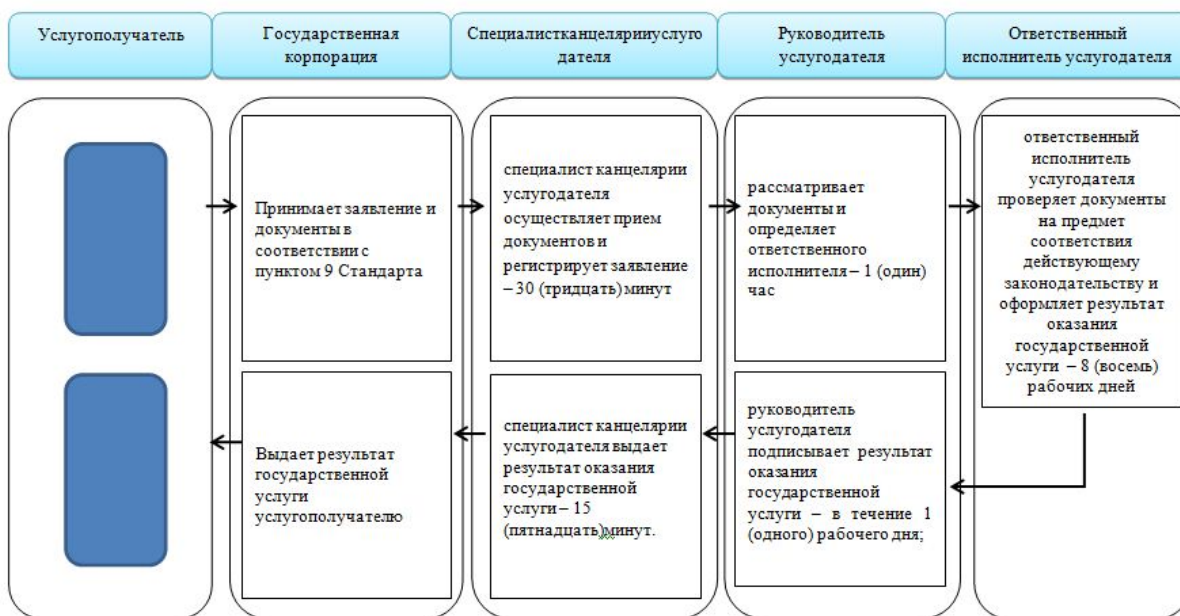 Услугополучатель
Государственная
корпорация
Специалистканцелярииуслуго
дателя
Руководитель
услугодателя
Ответственный
исполнитель услугодателя
Принимает заявление и
документы в
соответствии с
пунктом 9 Стандарта
специалист канцелярии
услугодателя
осуществляет прием
документов и
регистрирует заявление
– 30 (тридцать) минут
рассматривает
документы и
определяет
ответственного
исполнителя – 1 (один)
час
ответственный
исполнитель
услугодателя
проверяет документы
на предмет
соответствия
действующему
законодательству и
оформляет результат
оказания
государственной
услуги – 8 (восемь)
рабочих дней
Выдает результат
государственной
услуги
услугополучателю
специалист канцелярии
услугодателя выдает
результат оказания
государственной
услуги – 15
(пятнадцать)минут.
руководитель
услугодателя
подписывает результат
оказания
государственной
услуги – в течение 1
(одного) рабочего дня;